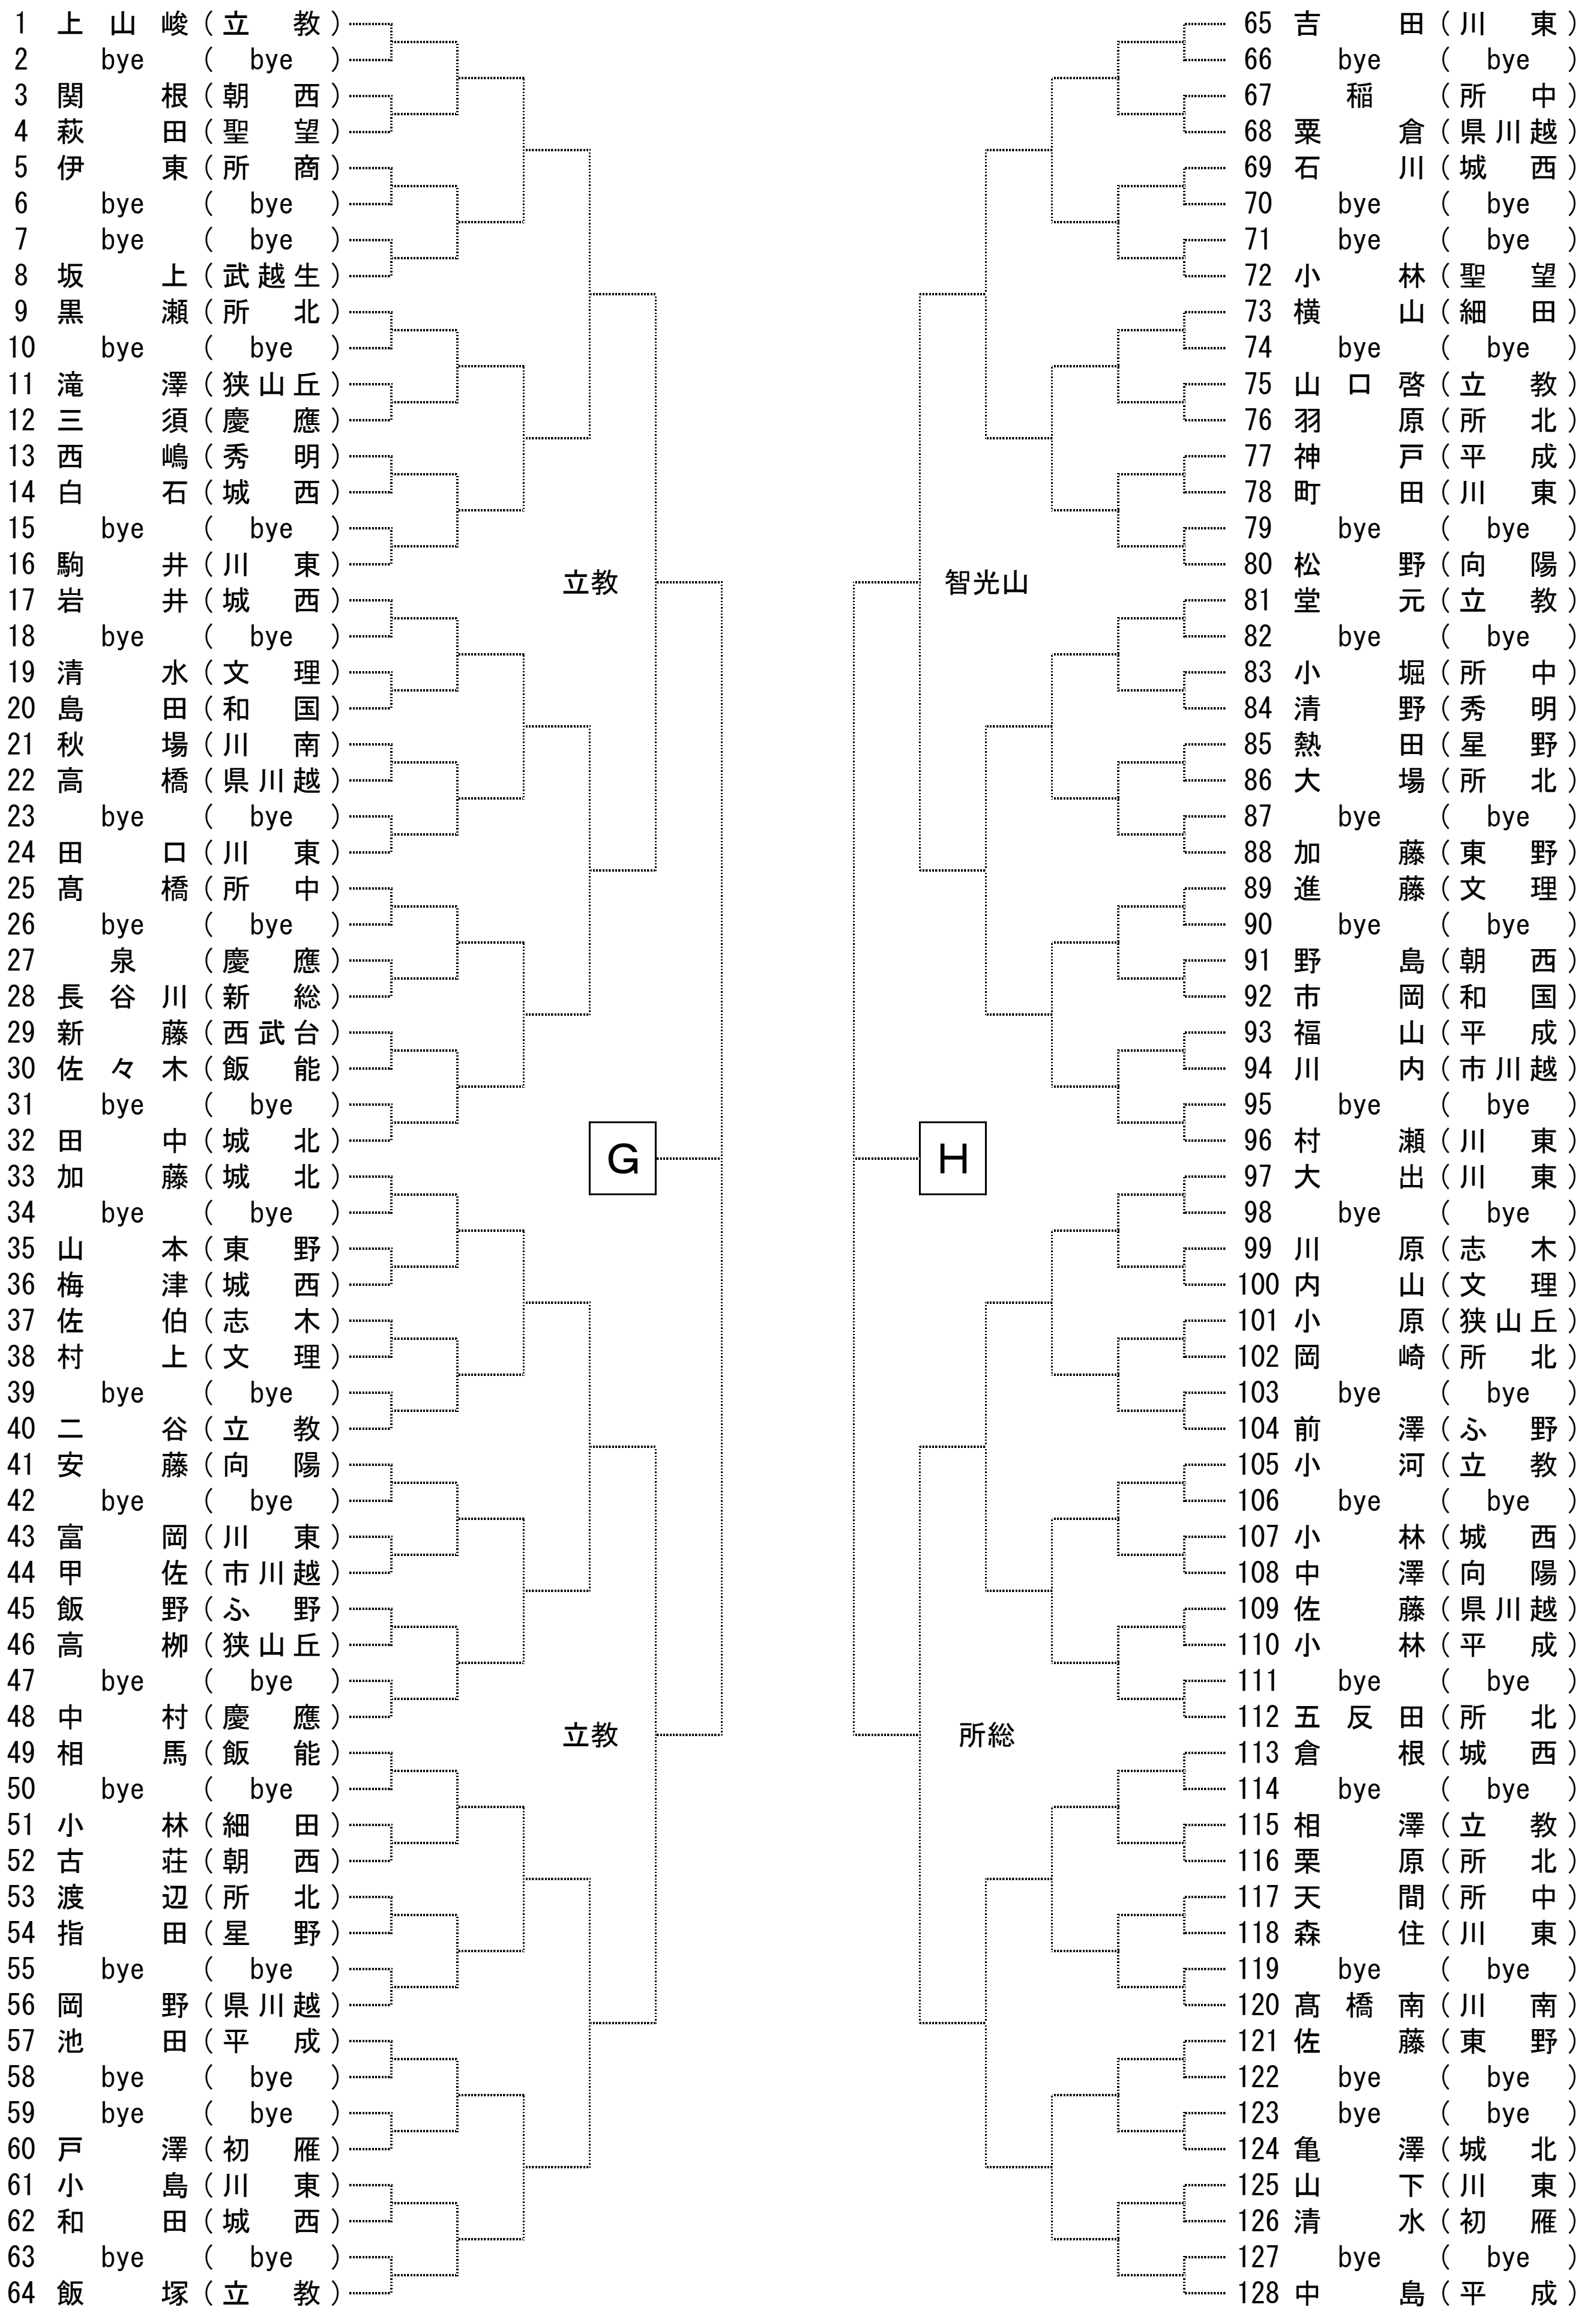 1 上山峻(立教)
2 bye (bye)
3 関根(朝西)
4 萩田(聖望)
5 伊東(所商)
6 bye (bye)
7 bye (bye)
8 坂上(武越生)
9 黒瀬(所北)
10 bye (bye)
11 滝澤(狭山丘)
12 三須(慶應)
13 西嶋(秀明)
14 白石(城西)
15 bye (bye)
16 駒井(川東)
17 岩井(城西)
18 bye (bye)
19 清水(文理)
20 島田(和国)
21 秋場(川南)
22 高橋(県川越)
23 bye (bye)
24 田口(川東)
25 髙橋(所中)
26 bye (bye)
27 泉(慶應)
28 長谷川(新総)
29 新藤(西武台)
30 佐々木(飯能)
31 bye (bye)
32 田中(城北)
33 加藤(城北)
34 bye (bye)
35 山本(東野)
36 梅津(城西)
37 佐伯(志木)
38 村上(文理)
39 bye (bye)
40 二谷(立教)
41 安藤(向陽)
42 bye (bye)
43 富岡(川東)
44 甲佐(市川越)
45 飯野(ふ野)
46 高栁(狭山丘)
47 bye (bye)
48 中村(慶應)
49 相馬(飯能)
50 bye (bye)
51 小林(細田)
52 古荘(朝西)
53 渡辺(所北)
54 指田(星野)
55 bye (bye)
56 岡野(県川越)
57 池田(平成)
58 bye (bye)
59 bye (bye)
60 戸澤(初雁)
61 小島(川東)
62 和田(城西)
63 bye (bye)
64 飯塚(立教)
立教
G
立教
智光山
H
所総
65 吉田(川東)
66 bye (bye)
67 稲(所中)
68 粟倉(県川越)
69 石川(城西)
70 bye (bye)
71 bye (bye)
72 小林(聖望)
73 横山(細田)
74 bye (bye)
75 山口啓(立教)
76 羽原(所北)
77 神戸(平成)
78 町田(川東)
79 bye (bye)
80 松野(向陽)
81 堂元(立教)
82 bye (bye)
83 小堀(所中)
84 清野(秀明)
85 熱田(星野)
86 大場(所北)
87 bye (bye)
88 加藤(東野)
89 進藤(文理)
90 bye (bye)
91 野島(朝西)
92 市岡(和国)
93 福山(平成)
94 川内(市川越)
95 bye (bye)
96 村瀬(川東)
97 大出(川東)
98 bye (bye)
99 川原(志木)
100 内山(文理)
101 小原(狭山丘)
102 岡崎(所北)
103 bye (bye)
104 前澤(ふ野)
105 小河(立教)
106 bye (bye)
107 小林(城西)
108 中澤(向陽)
109 佐藤(県川越)
110 小林(平成)
111 bye (bye)
112 五反田(所北)
113 倉根(城西)
114 bye (bye)
115 相澤(立教)
116 栗原(所北)
117 天間(所中)
118 森住(川東)
119 bye (bye)
120 髙橋南(川南)
121 佐藤(東野)
122 bye (bye)
123 bye (bye)
124 亀澤(城北)
125 山下(川東)
126 清水(初雁)
127 bye (bye)
128 中島(平成)